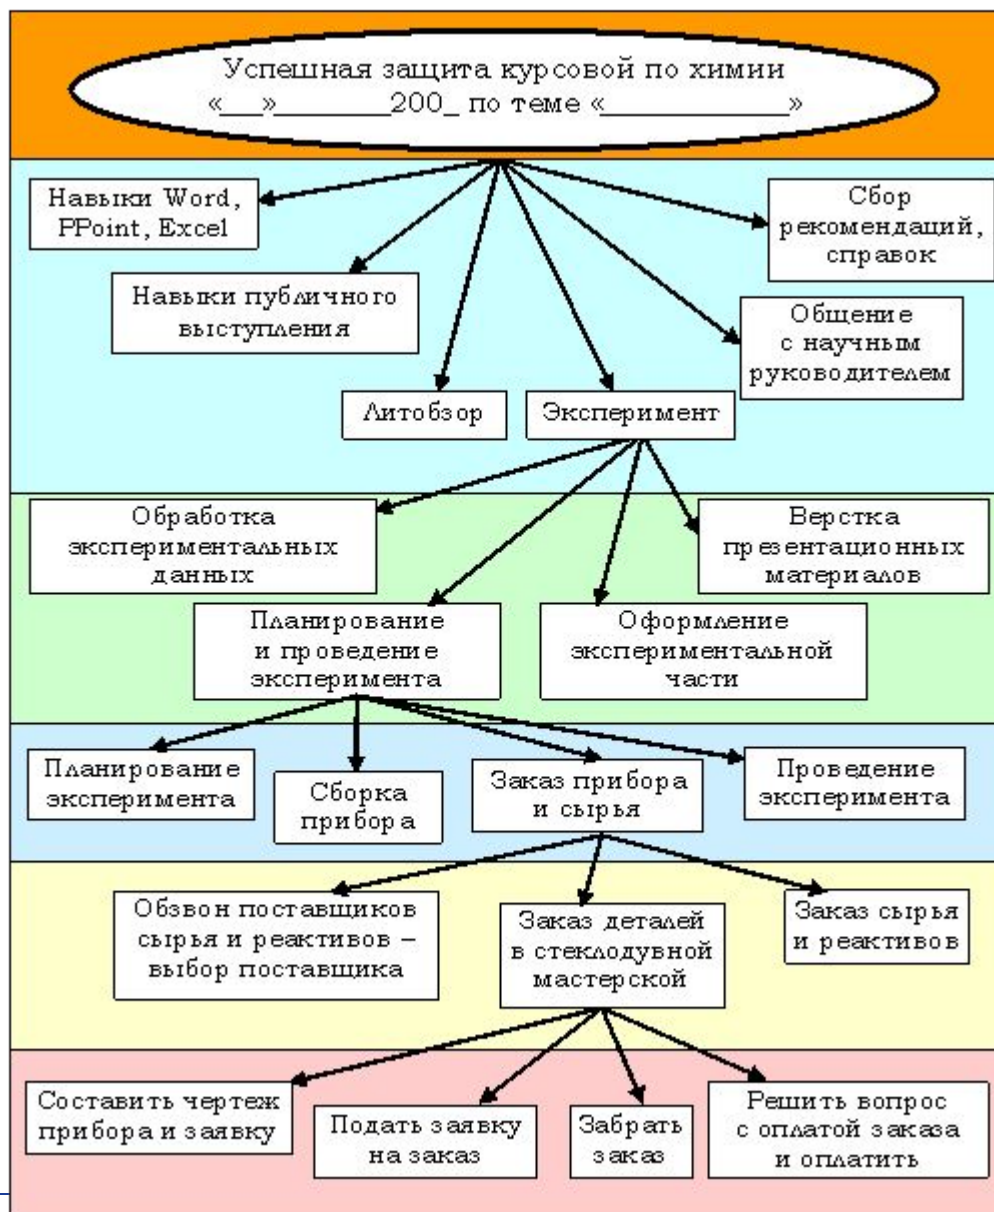 Успешная защита курсовой по химии
«__»________200_ по теме «_____________»
Навыки Word,
PPoint, Excel
Сбор
рекомендаций,
справок
Навыки публичного
выступления
Общение
с научным
руководителем
Литобзор
Эксперимент
Обработка
экспериментальных
данных
Верстка
презентационных
материалов
Планирование
и проведение
эксперимента
Оформление
экспериментальной
части
Планирование
эксперимента
Сборка
прибора
Заказ прибора
и сырья
Проведение
эксперимента
Обзвон поставщиков
сырья и реактивов –
выбор поставщика
Заказ деталей
в стеклодувной
мастерской
Заказ сырья
и реактивов
Составить чертеж
прибора и заявку
Подать заявку
на заказ
Забрать
заказ
Решить вопрос
с оплатой заказа
и оплатить